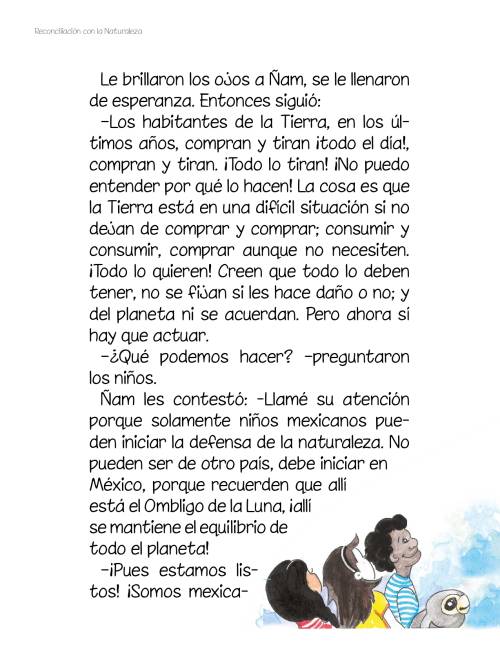 Reconciliación con la Naturaleza
Le brillaron los ojos a Ñam, se le llenaron
de esperanza. Entonces siguió:
–Los habitantes de la Tierra, en los úl-
timos años, compran y tiran ¡todo el día!,
compran y tiran. ¡Todo lo tiran! ¡No puedo
entender por qué lo hacen! La cosa es que
la Tierra está en una difícil situación si no
dejan de comprar y comprar; consumir y
consumir, comprar aunque no necesiten.
¡Todo lo quieren! Creen que todo lo deben
tener, no se fijan si les hace daño o no; y
del planeta ni se acuerdan. Pero ahora sí
hay que actuar.
–¿Qué podemos hacer? –preguntaron
los niños.
Ñam les contestó: –Llamé su atención
porque solamente niños mexicanos pue-
den iniciar la defensa de la naturaleza. No
pueden ser de otro país, debe iniciar en
México, porque recuerden que allí
está el Ombligo de la Luna, ¡allí
se mantiene el equilibrio de
todo el planeta!
–¡Pues estamos lis-
tos! ¡Somos mexica-